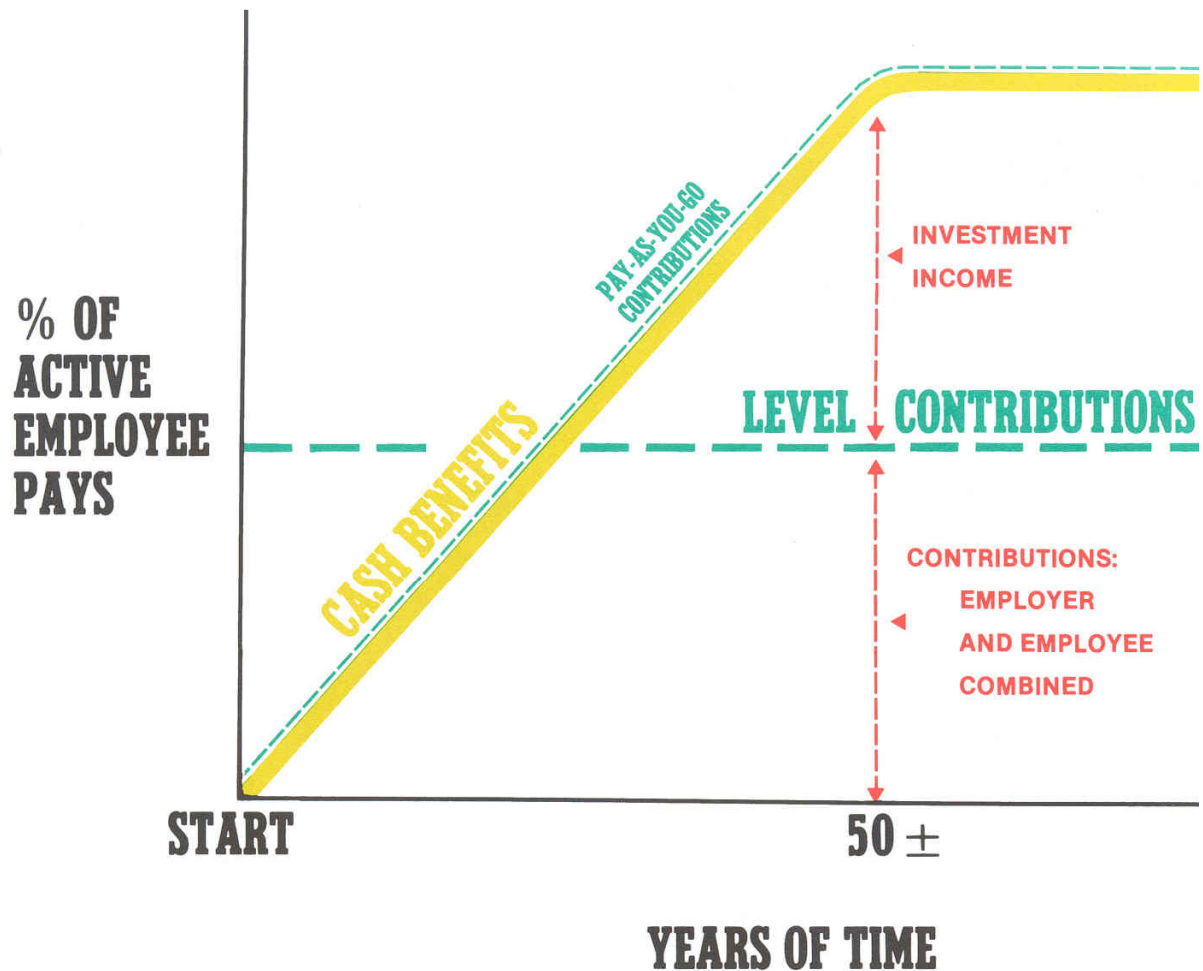 PAY-AS-YOU-GO
CONTRIBUTIONS
INVESTMENT
INCOME
% OF
ACTIVE
EMPLOYEE
PAYS
LEVEL CONTRIBUTIONS
CASH BENEFITS
CONTRIBUTIONS:
EMPLOYER
AND EMPLOYEE
COMBINED
START
50 ±
YEARS OF TIME